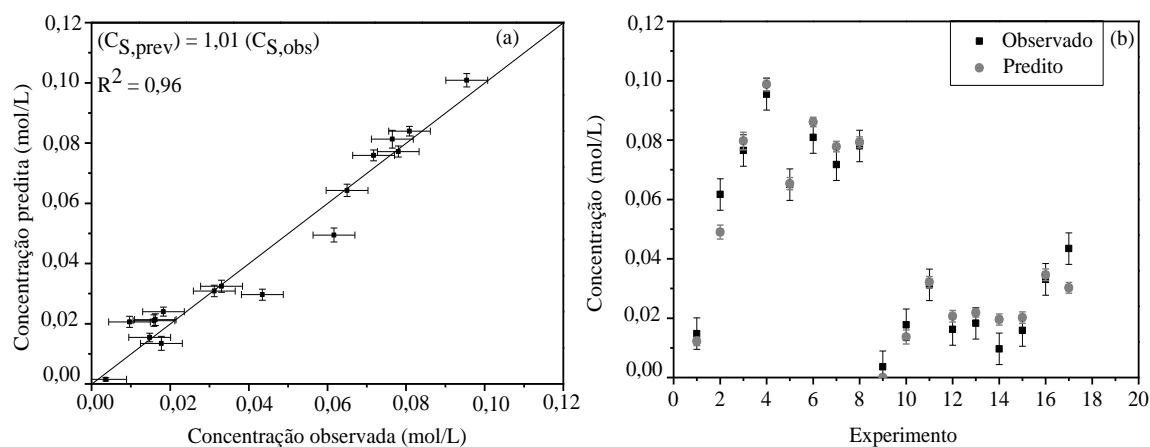 (C_S,prev) = 1,01 (C_S,obs)
R² = 0,96
(a)
0,12
0,10
0,08
0,06
0,04
0,02
0,00
Concentração predita (mol/L)
0,00 0,02 0,04 0,06 0,08 0,10 0,12
Concentração observada (mol/L)
Observado
Predito
(b)
0,12
0,10
0,08
0,06
0,04
0,02
0,00
Concentração (mol/L)
0 2 4 6 8 10 12 14 16 18 20
Experimento